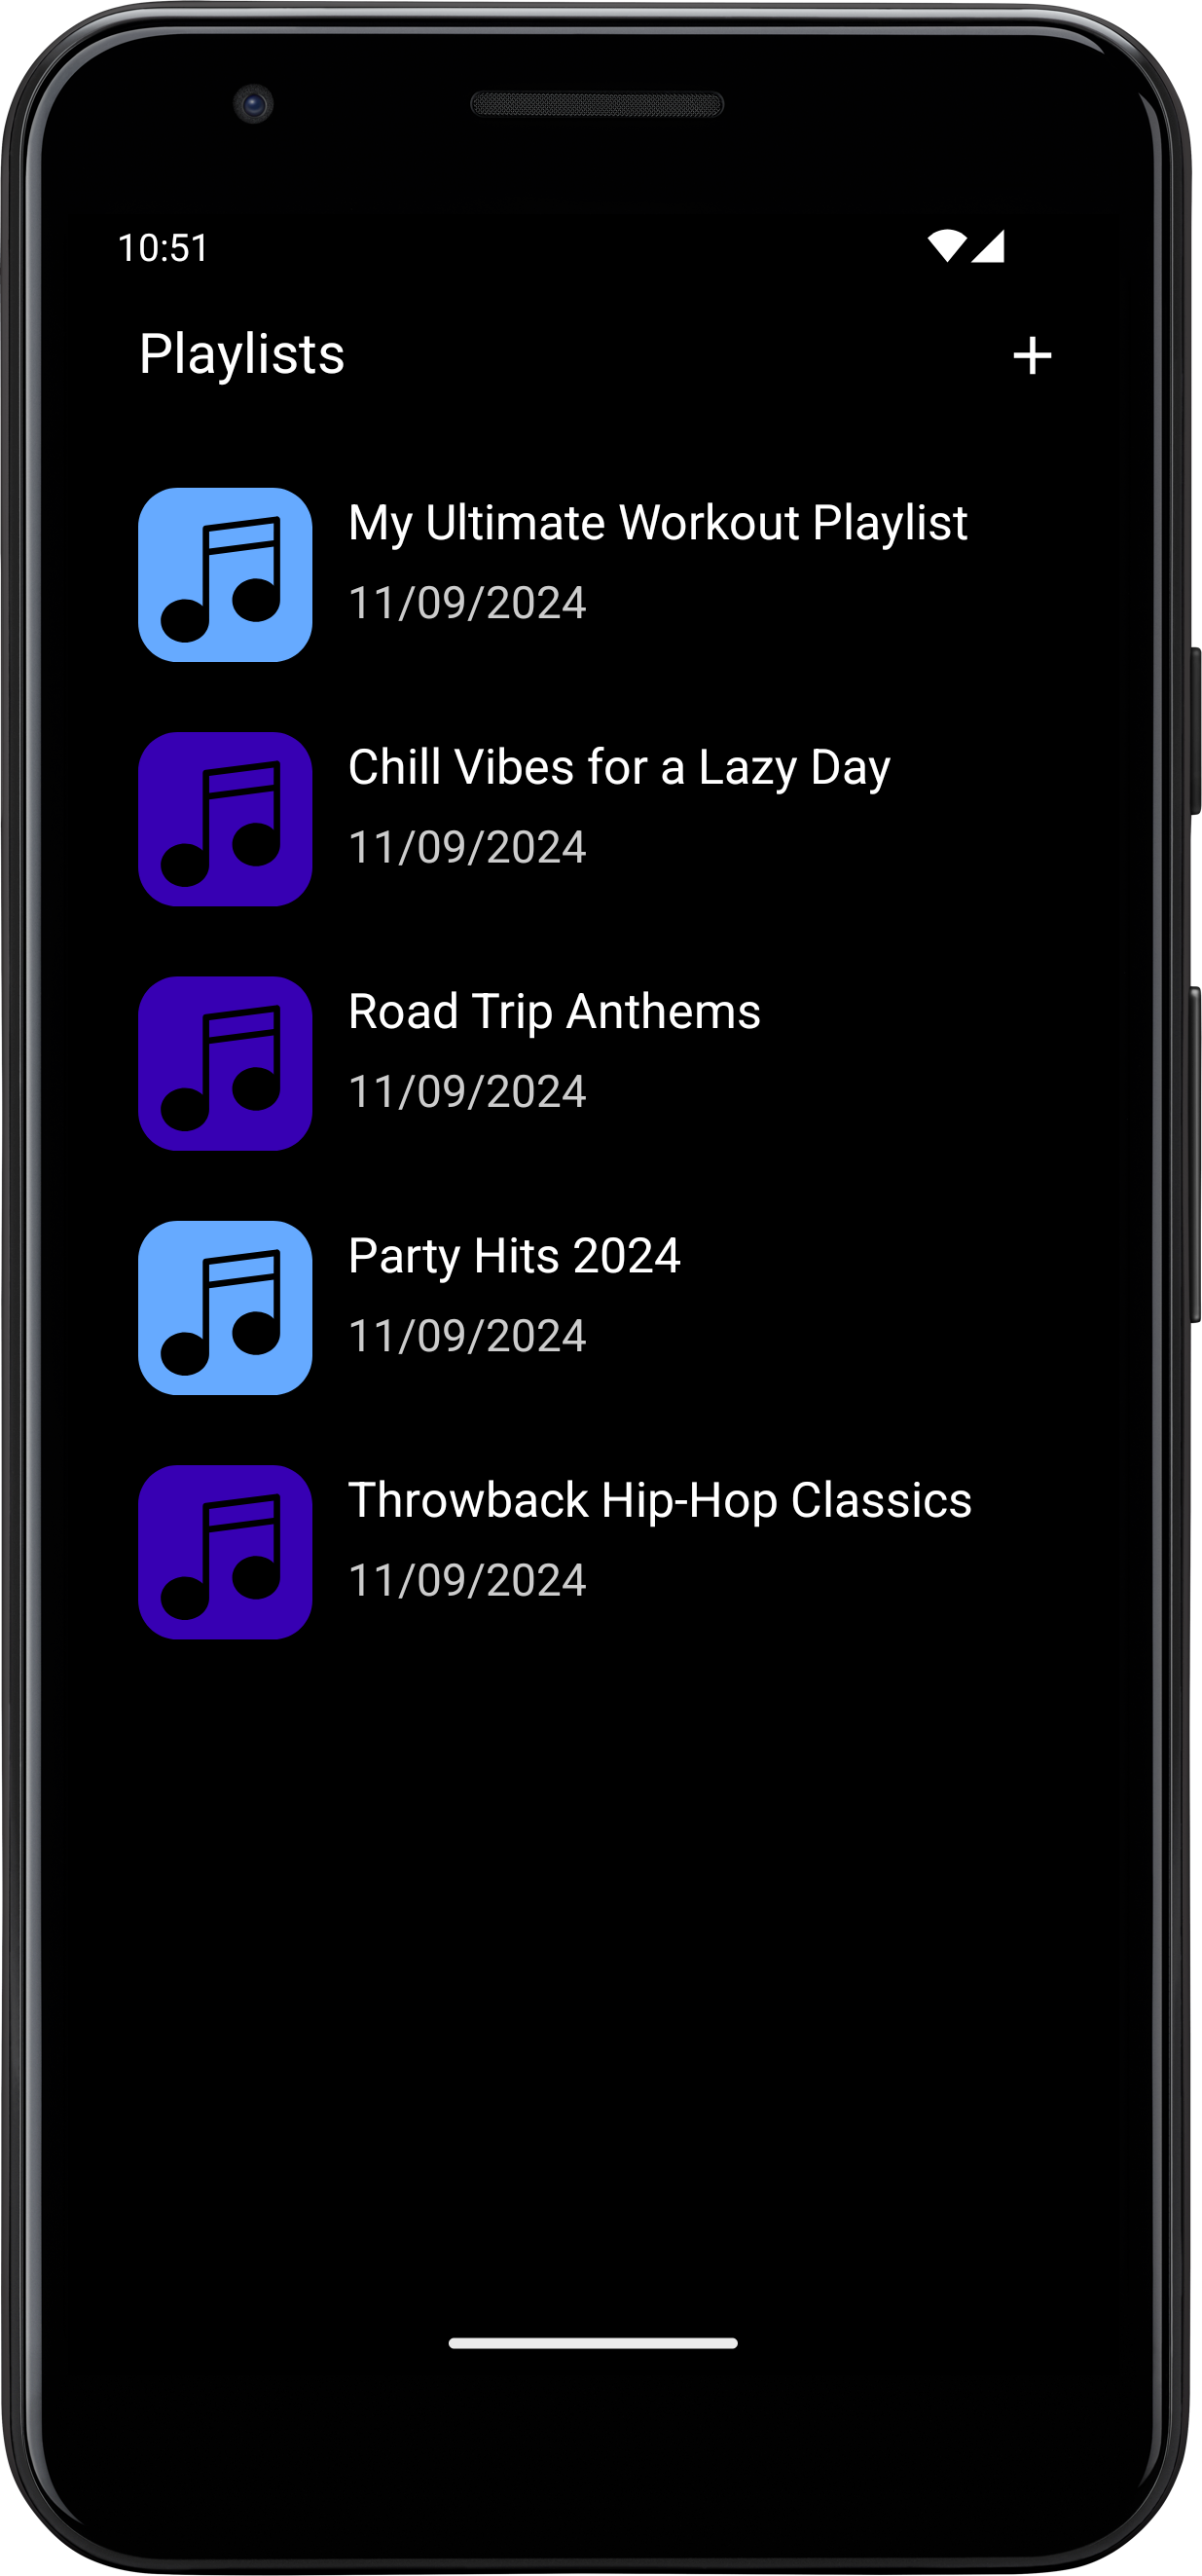 10:51
Playlists
My Ultimate Workout Playlist
11/09/2024
Chill Vibes for a Lazy Day
11/09/2024
Road Trip Anthems
11/09/2024
Party Hits 2024
11/09/2024
Throwback Hip-Hop Classics
11/09/2024